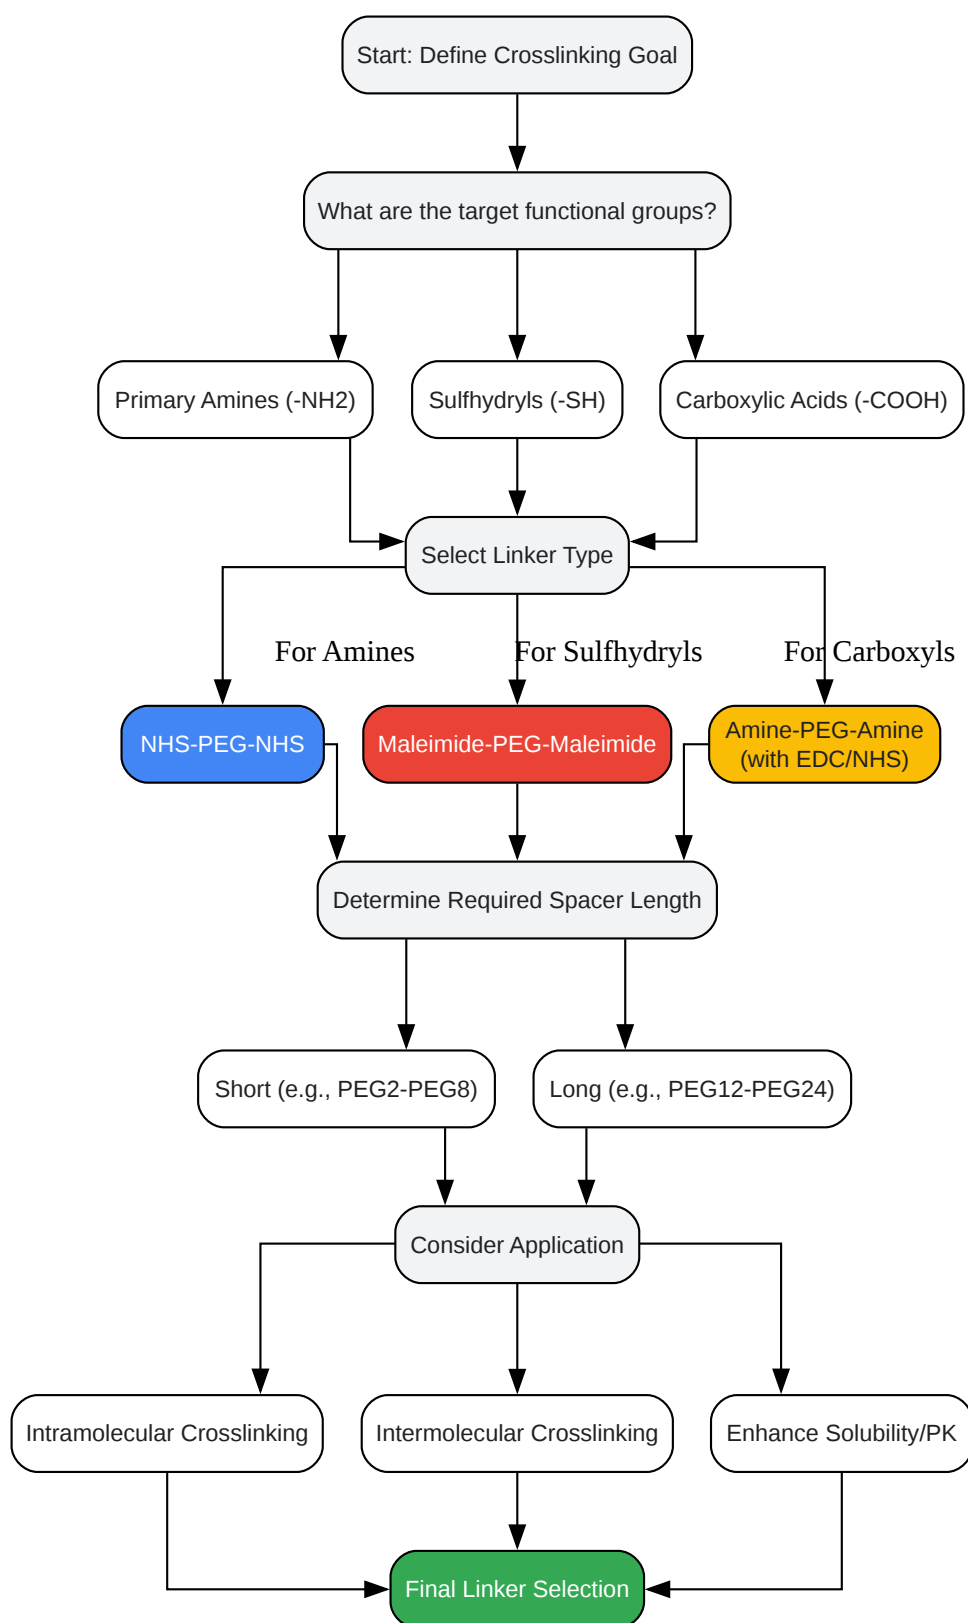 Start: Define Crosslinking Goal
What are the target functional groups?
Primary Amines (-NH2)
Sulfhydryls (-SH)
Carboxylic Acids (-COOH)
Select Linker Type
For Amines
For Sulfhydryls
For Carboxyls
NHS-PEG-NHS
Maleimide-PEG-Maleimide
Amine-PEG-Amine
(with EDC/NHS)
Determine Required Spacer Length
Short (e.g., PEG2-PEG8)
Long (e.g., PEG12-PEG24)
Consider Application
Intramolecular Crosslinking
Intermolecular Crosslinking
Enhance Solubility/PK
Final Linker Selection